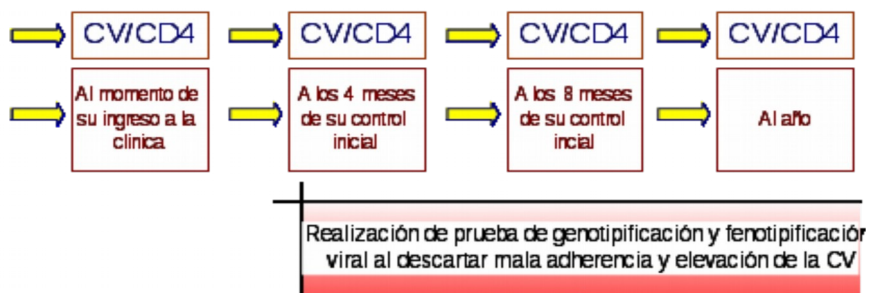 CV/CD4 CV/CD4 CV/CD4 CV/CD4
Al momento de
su ingreso a la
clinica
A los 4 meses
de su control
inicial
A los 8 meses
de su control
incial
Al año
Realización de prueba de genotipificación y fenotipificación
viral al descartar mala adherencia y elevación de la CV